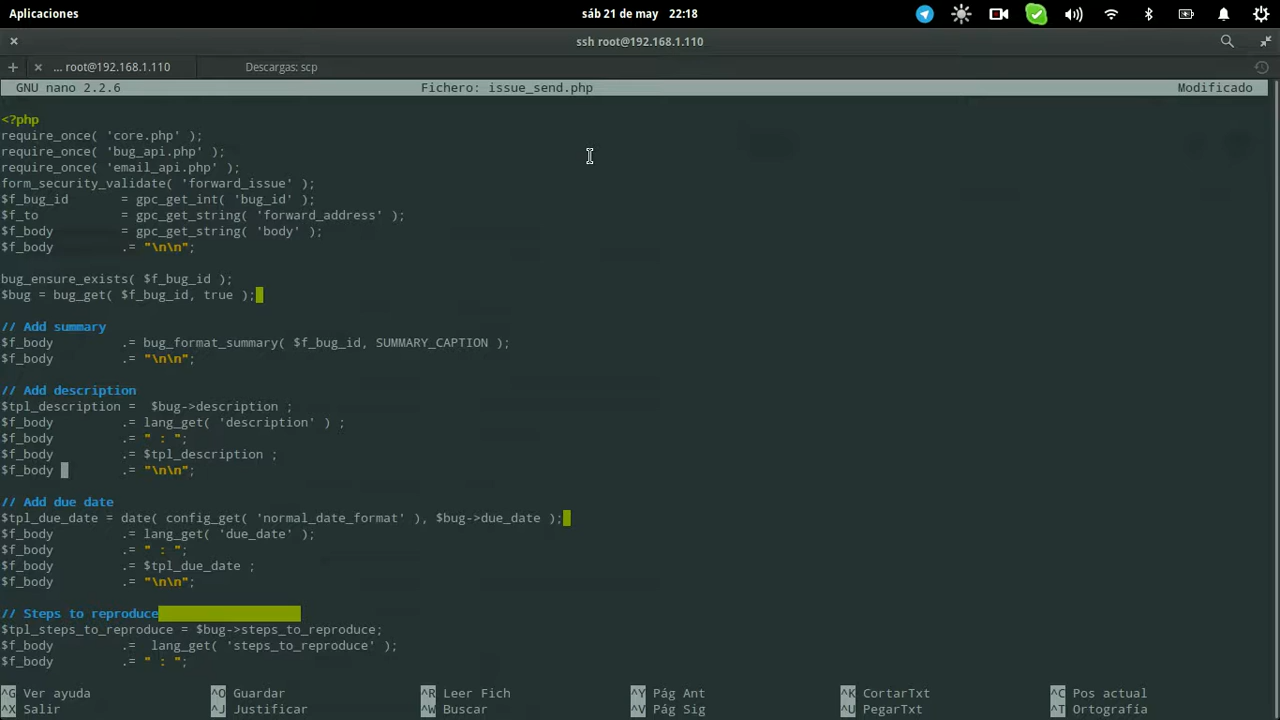 Aplicaciones sáb 21 de may 22:18
ssh root@192.168.1.110
+ × ... root@192.168.1.110 Descargas: scp
GNU nano 2.2.6 Fichero: issue_send.php Modificado
<?php
require_once( 'core.php' );
require_once( 'bug_api.php' );
require_once( 'email_api.php' );
form_security_validate( 'forward_issue' );
$f_bug_id = gpc_get_int( 'bug_id' );
$f_to = gpc_get_string( 'forward_address' );
$f_body = gpc_get_string( 'body' );
$f_body .= "\n\n";
bug_ensure_exists( $f_bug_id );
$bug = bug_get( $f_bug_id, true );
// Add summary
$f_body .= bug_format_summary( $f_bug_id, SUMMARY_CAPTION );
$f_body .= "\n\n";
// Add description
$tpl_description = $bug->description ;
$f_body .= lang_get( 'description' ) ;
$f_body .= " : ";
$f_body .= $tpl_description ;
$f_body .= "\n\n";
// Add due date
$tpl_due_date = date( config_get( 'normal_date_format' ), $bug->due_date );
$f_body .= lang_get( 'due_date' );
$f_body .= " : ";
$f_body .= $tpl_due_date ;
$f_body .= "\n\n";
// Steps to reproduce
$tpl_steps_to_reproduce = $bug->steps_to_reproduce;
$f_body .= lang_get( 'steps_to_reproduce' );
$f_body .= " : ";
^G Ver ayuda ^O Guardar ^R Leer Fich ^Y Pág Ant ^K CortarTxt ^C Pos actual
^X Salir ^J Justificar ^W Buscar ^V Pág Sig ^U PegarTxt ^T Ortografía